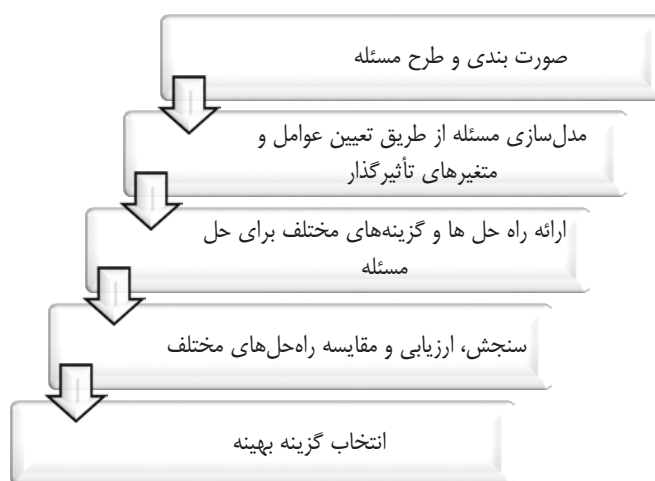 صورت بندی و طرح مسئله
مدل‌سازی مسئله از طریق تعیین عوامل و
متغیرهای تأثیرگذار
ارائه راه حل ها و گزینه‌های مختلف برای حل
مسئله
سنجش، ارزیابی و مقایسه راه‌حل‌های مختلف
انتخاب گزینه بهینه